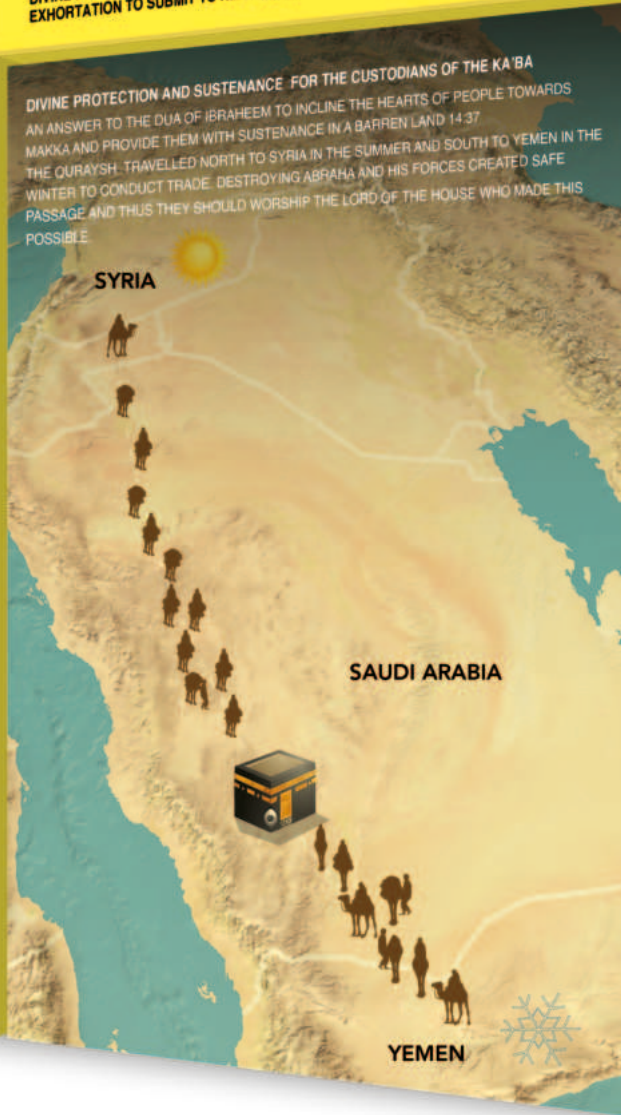 EXHORTATION TO SUBMIT TO
DIVINE PROTECTION AND SUSTENANCE FOR THE CUSTODIANS OF THE KA'BA
AN ANSWER TO THE DUA OF IBRAHEEM TO INCLINE THE HEARTS OF PEOPLE TOWARDS
MAKKA AND PROVIDE THEM WITH SUSTENANCE IN A BARREN LAND 14:37
THE QURAYSH TRAVELLED NORTH TO SYRIA IN THE SUMMER AND SOUTH TO YEMEN IN THE
WINTER TO CONDUCT TRADE. DESTROYING ABRAHA AND HIS FORCES CREATED SAFE
PASSAGE AND THUS THEY SHOULD WORSHIP THE LORD OF THE HOUSE WHO MADE THIS
POSSIBLE
SYRIA
SAUDI ARABIA
YEMEN